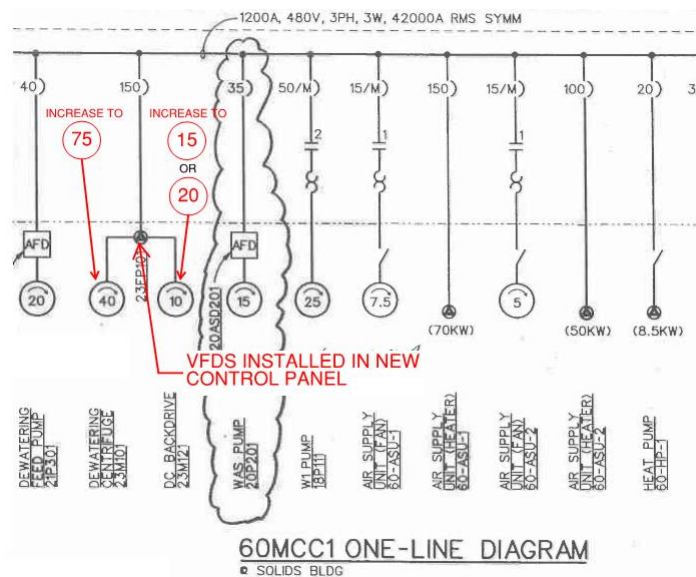 1200A, 480V, 3PH, 3W, 42000A RMS SYMM
40) 150) 35) 50/M) 15/M) 150) 15/M) 100) 20)
INCREASE TO
75
INCREASE TO
15
OR
20
2 1 1
AFD
AFD
20 40 10 15 25 7.5 5
20ASD201
(70KW) (50KW) (8.5KW)
VFDS INSTALLED IN NEW
CONTROL PANEL
DEWATERING
FEED PUMP
21P301
DEWATERING
CENTRIFUGE
23M101
DC BACKDRIVE
23M121
WAS PUMP
20P201
W1 PUMP
18P111
AIR SUPPLY
UNIT (FAN)
60-ASU-1
AIR SUPPLY
UNIT (HEATER)
60-ASU-1
AIR SUPPLY
UNIT (FAN)
60-ASU-2
AIR SUPPLY
UNIT (HEATER)
60-ASU-2
HEAT PUMP
60-HP-1
60MCC1 ONE-LINE DIAGRAM
@ SOLIDS BLDG